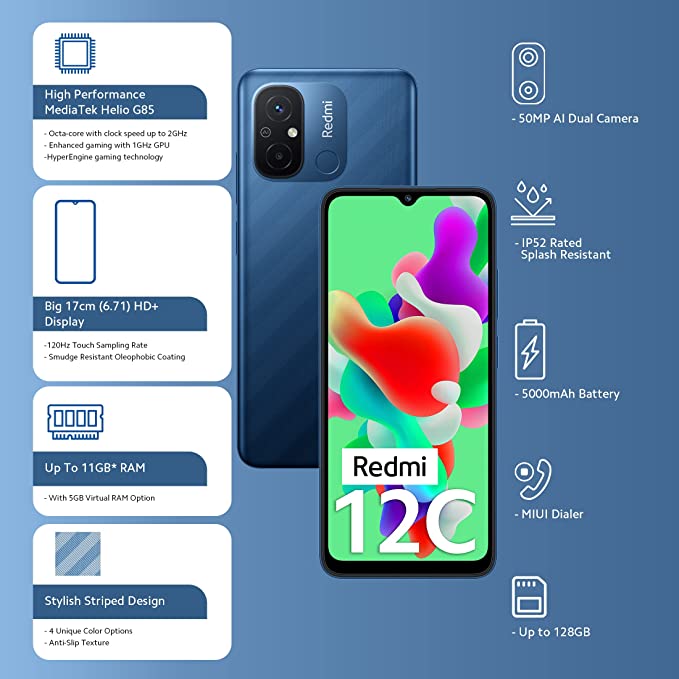 High Performance
MediaTek Helio G85
- Octa-core with clock speed up to 2GHz
- Enhanced gaming with 1GHz GPU
-HyperEngine gaming technology
Big 17cm (6.71) HD+
Display
-120Hz Touch Sampling Rate
- Smudge Resistant Oleophobic Coating
Up To 11GB* RAM
- With 5GB Virtual RAM Option
Stylish Striped Design
- 4 Unique Color Options
- Anti-Slip Texture
AI
Redmi
Redmi
12C
- 50MP AI Dual Camera
- IP52 Rated
Splash Resistant
- 5000mAh Battery
- MIUI Dialer
- Up to 128GB